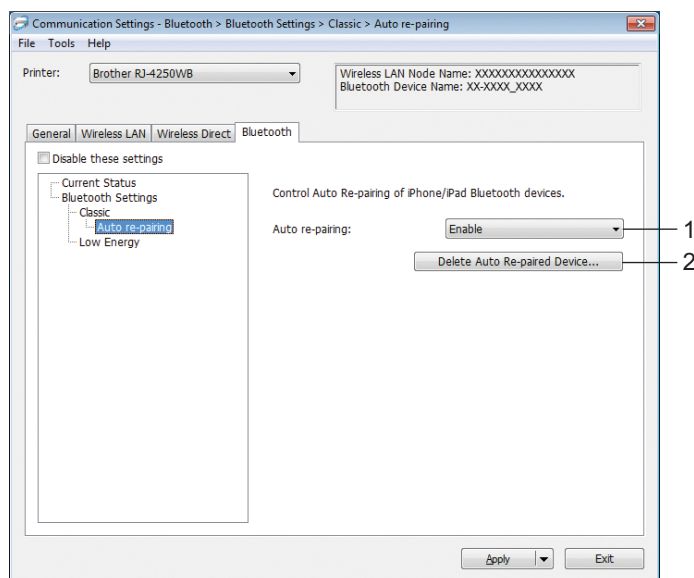 Communication Settings - Bluetooth > Bluetooth Settings > Classic > Auto re-pairing
File Tools Help
Printer: Brother RJ-4250WB
Wireless LAN Node Name: XXXXXXXXXXXXXXX
Bluetooth Device Name: XX-XXXX_XXXX
General Wireless LAN Wireless Direct Bluetooth
Disable these settings
Current Status
Bluetooth Settings
Classic
Auto re-pairing
Low Energy
Control Auto Re-pairing of iPhone/iPad Bluetooth devices.
Auto re-pairing: Enable 1
Delete Auto Re-paired Device... 2
Apply Exit